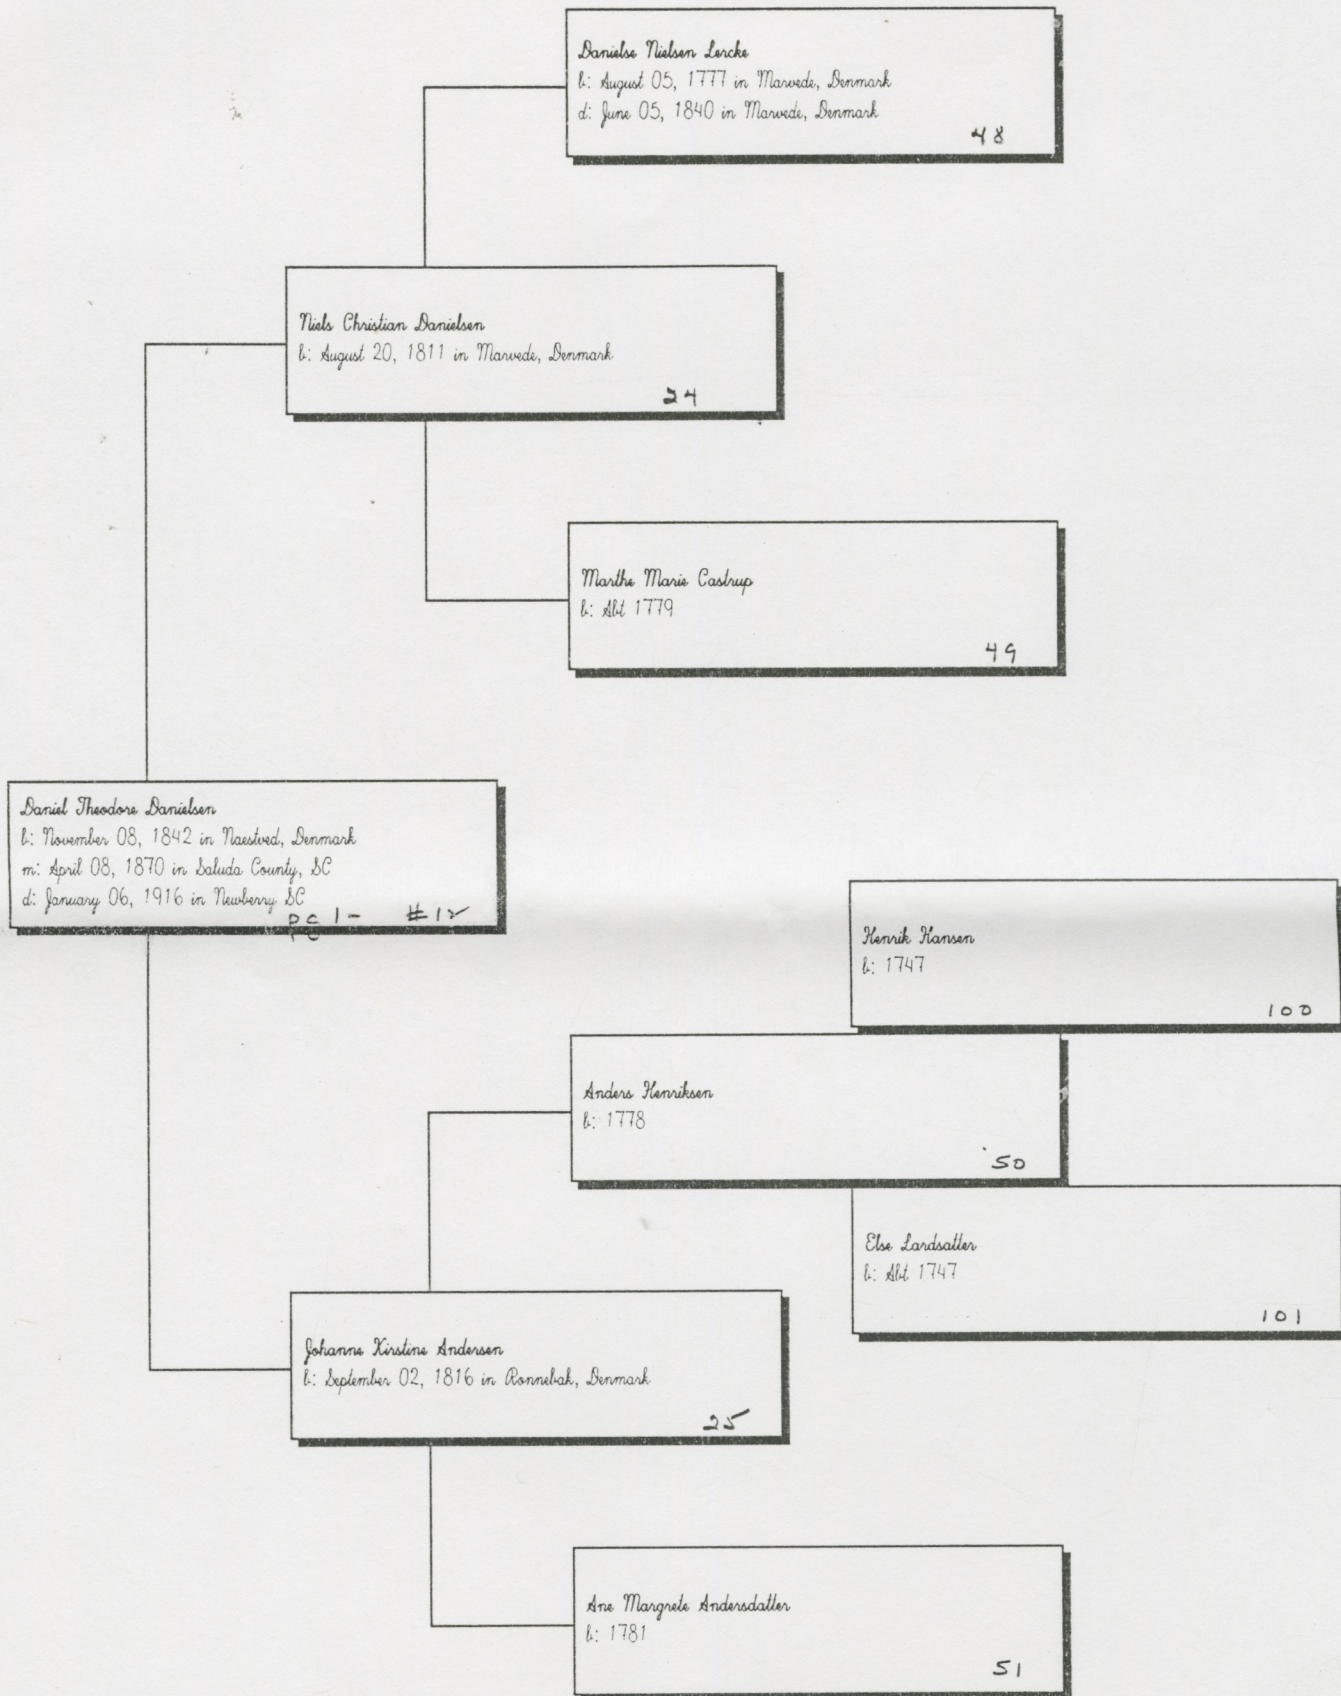 Danielse Nielsen Lercke
b: August 05, 1777 in Marvede, Denmark
d: June 05, 1840 in Marvede, Denmark
48
Niels Christian Danielsen
b: August 20, 1811 in Marvede, Denmark
24
Marthe Marie Castrup
b: Abt 1779
49
Daniel Theodore Danielsen
b: November 08, 1842 in Naestved, Denmark
m: April 08, 1870 in Saluda County, SC
d: January 06, 1916 in Newberry SC
pg 1- #12
Henrik Hansen
b: 1747
100
Anders Henriksen
b: 1778
50
Else Lardsatter
b: Abt 1747
101
Johanne Kirstine Andersen
b: September 02, 1816 in Ronnebak, Denmark
25
Ane Margrete Andersdatter
b: 1781
51